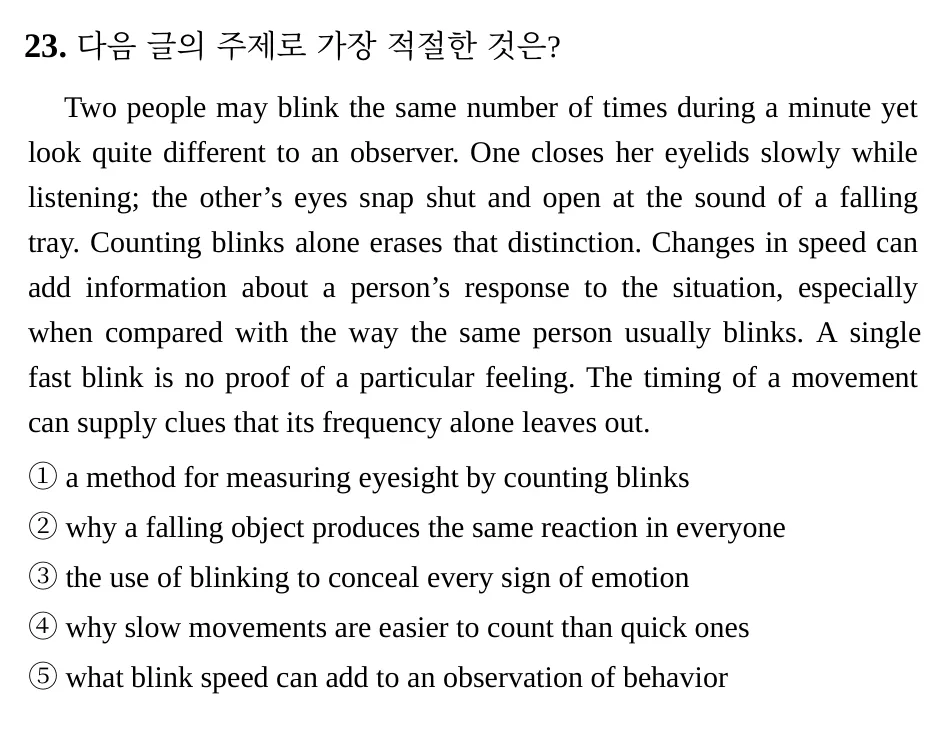 23. 다음 글의 주제로 가장 적절한 것은?
Two people may blink the same number of times during a minute yet
look quite different to an observer. One closes her eyelids slowly while
listening; the other’s eyes snap shut and open at the sound of a falling
tray. Counting blinks alone erases that distinction. Changes in speed can
add information about a person’s response to the situation, especially
when compared with the way the same person usually blinks. A single
fast blink is no proof of a particular feeling. The timing of a movement
can supply clues that its frequency alone leaves out.
① a method for measuring eyesight by counting blinks
② why a falling object produces the same reaction in everyone
③ the use of blinking to conceal every sign of emotion
④ why slow movements are easier to count than quick ones
⑤ what blink speed can add to an observation of behavior